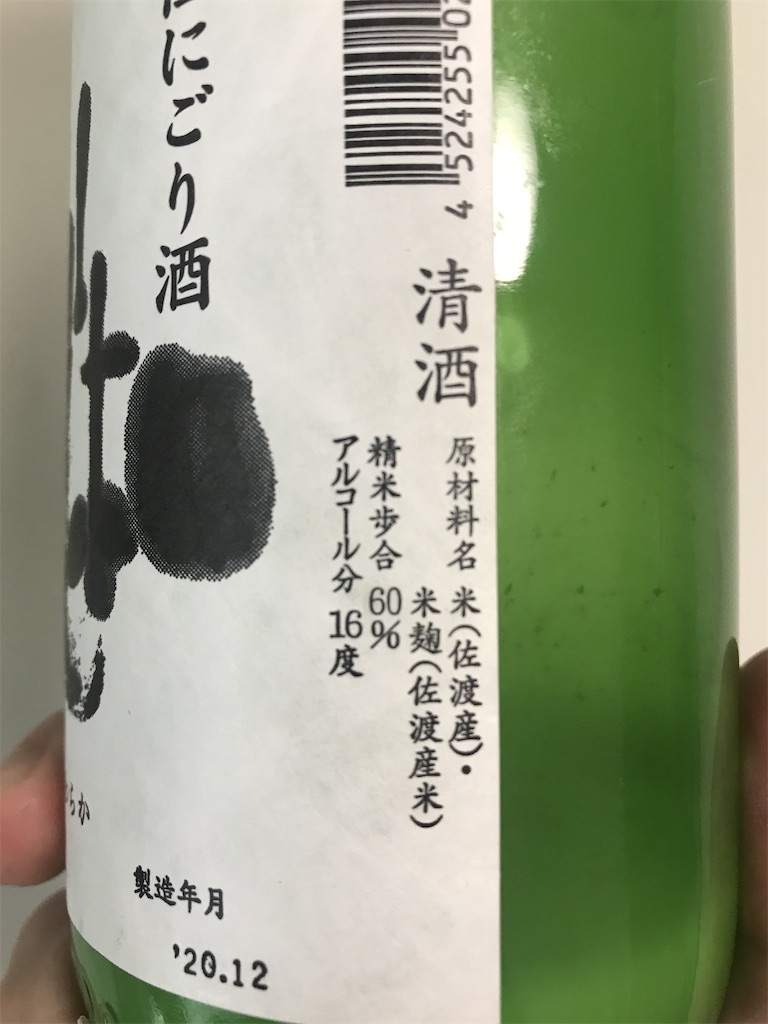 4 524255 0
清酒
原材料名 米(佐渡産)・
米麹(佐渡産米)
精米歩合 60%
アルコール分 16度
にごり酒
らか
製造年月
'20.12